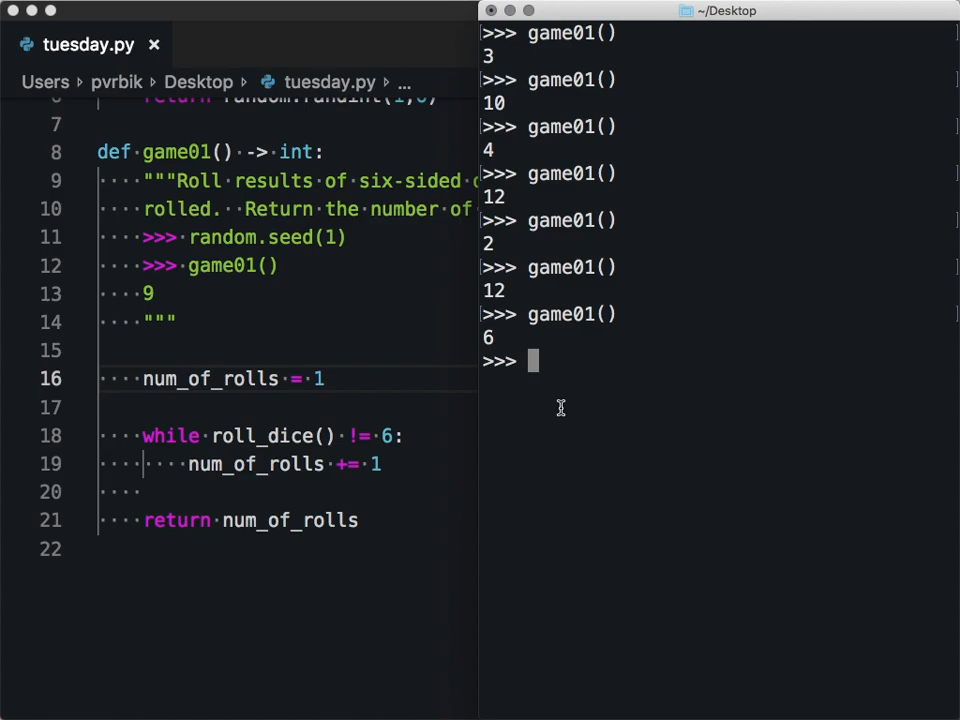 tuesday.py ×
Users › pvrbik › Desktop › tuesday.py › ...
6 return random.randint(1,6)
7
8 def game01() -> int:
9 """Roll results of six-sided
10 rolled. Return the number of
11 >>> random.seed(1)
12 >>> game01()
13 9
14 """
15
16 num_of_rolls = 1
17
18 while roll_dice() != 6:
19 num_of_rolls += 1
20
21 return num_of_rolls
22
~/Desktop
>>> game01()
3
>>> game01()
10
>>> game01()
4
>>> game01()
12
>>> game01()
2
>>> game01()
12
>>> game01()
6
>>>